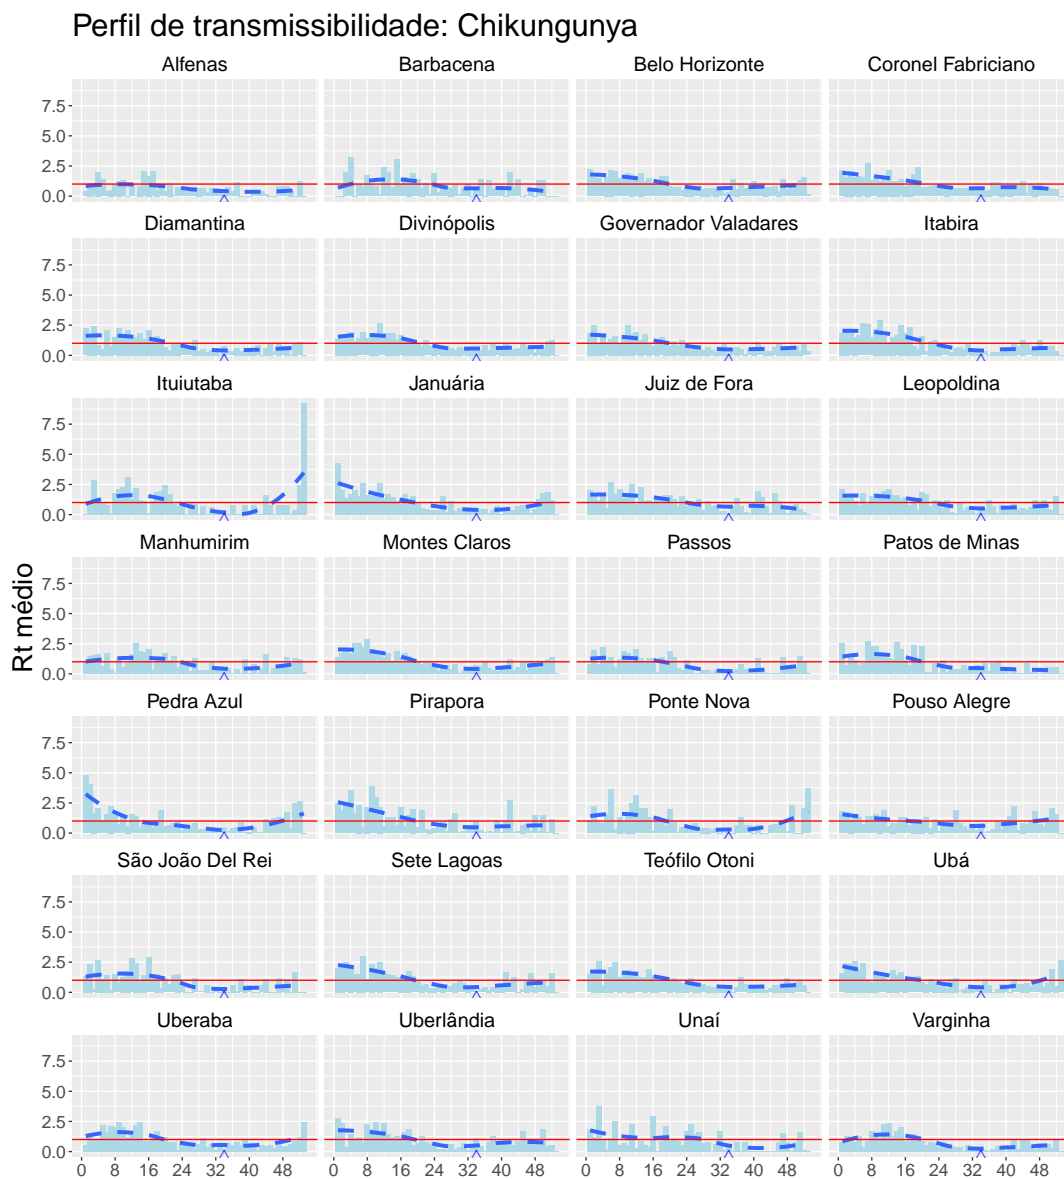 Perfil de transmissibilidade: Chikungunya
Alfenas Barbacena Belo Horizonte Coronel Fabriciano
7.5
5.0
2.5
0.0
Diamantina Divinópolis Governador Valadares Itabira
7.5
5.0
2.5
0.0
Ituiutaba Januária Juiz de Fora Leopoldina
7.5
5.0
2.5
0.0
Manhumirim Montes Claros Passos Patos de Minas
7.5
5.0
2.5
0.0
Rt médio
Pedra Azul Pirapora Ponte Nova Pouso Alegre
7.5
5.0
2.5
0.0
São João Del Rei Sete Lagoas Teófilo Otoni Ubá
7.5
5.0
2.5
0.0
Uberaba Uberlândia Unaí Varginha
7.5
5.0
2.5
0.0
0 8 16 24 32 40 48 0 8 16 24 32 40 48 0 8 16 24 32 40 48 0 8 16 24 32 40 48